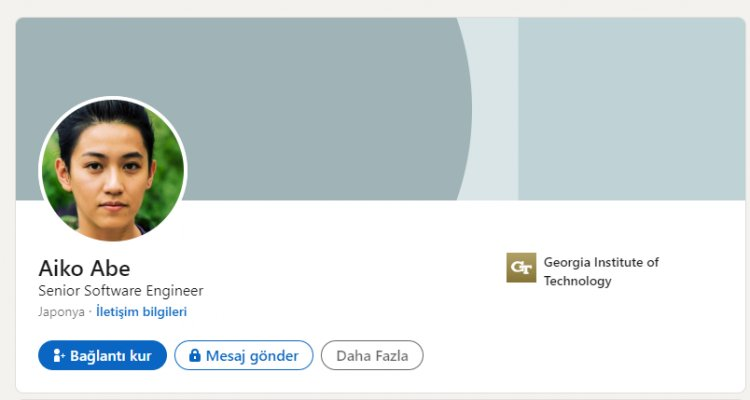 Aiko Abe
Senior Software Engineer
Japonya · İletişim bilgileri
GT
Georgia Institute of
Technology
Bağlantı kur
Mesaj gönder
Daha Fazla